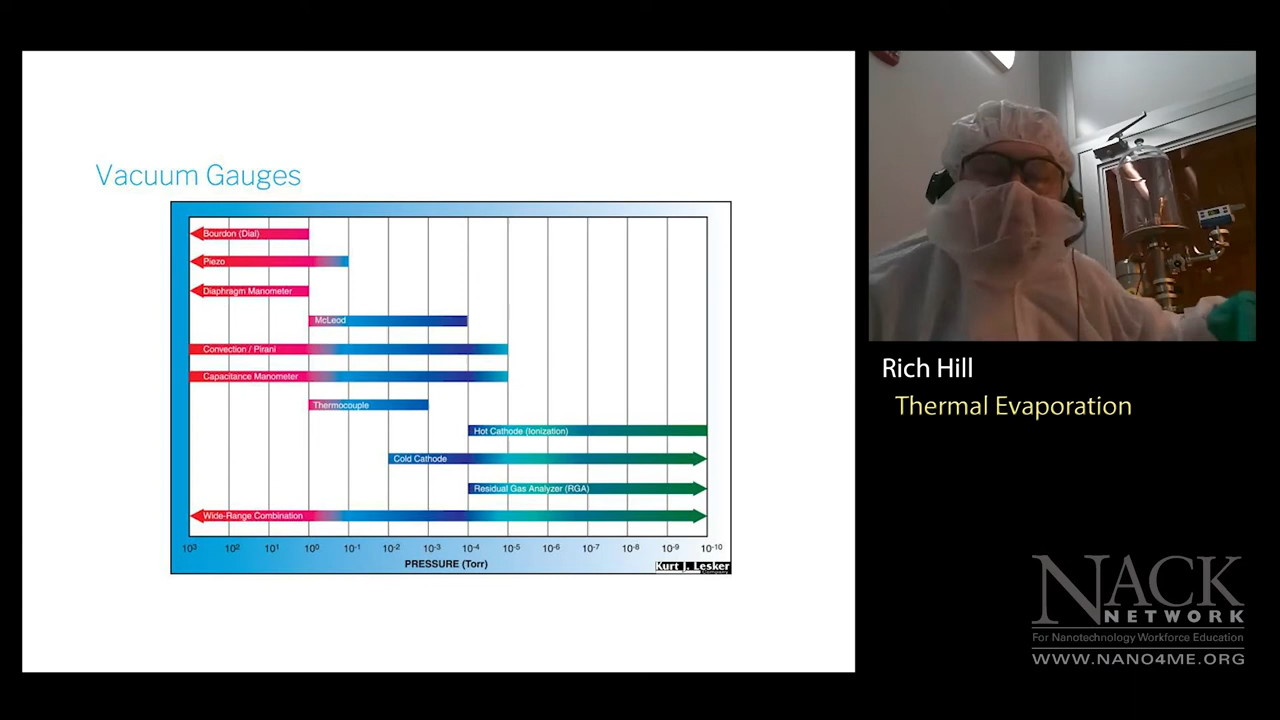 Vacuum Gauges
Bourdon (Dial)
Piezo
Diaphragm Manometer
McLeod
Convection / Pirani
Capacitance Manometer
Thermocouple
Hot Cathode (Ionization)
Cold Cathode
Residual Gas Analyzer (RGA)
Wide-Range Combination
10³ 10² 10¹ 10⁰ 10⁻¹ 10⁻² 10⁻³ 10⁻⁴ 10⁻⁵ 10⁻⁶ 10⁻⁷ 10⁻⁸ 10⁻⁹ 10⁻¹⁰
PRESSURE (Torr)
Kurt J. Lesker
Company
Rich Hill
Thermal Evaporation
NACK
NETWORK
For Nanotechnology Workforce Education
WWW.NANO4ME.ORG